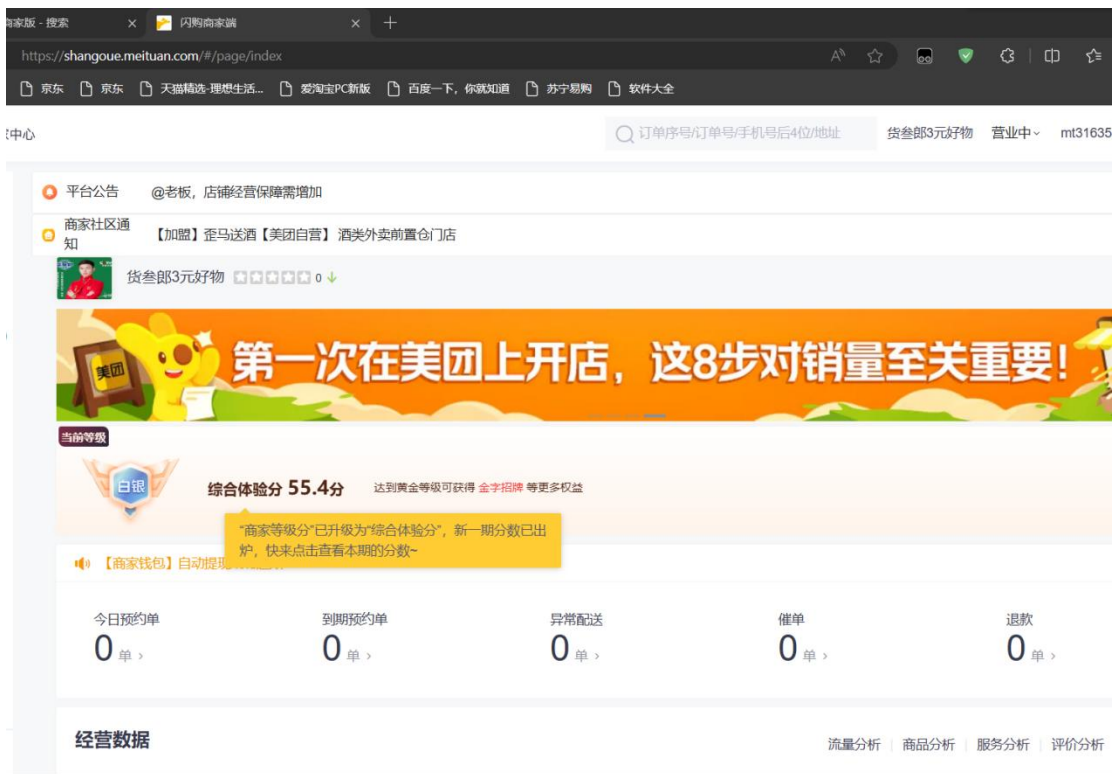 商家版 - 搜索
闪购商家端
https://shangoue.meituan.com/#/page/index
京东 京东 天猫精选-理想生活... 爱淘宝PC新版 百度一下，你就知道 苏宁易购 软件大全
中心 订单序号/订单号/手机号后4位/地址 货叁郎3元好物 营业中 mt31635
平台公告 @老板，店铺经营保障需增加
商家社区通知 【加盟】歪马送酒【美团自营】 酒类外卖前置仓门店
货叁郎3元好物 0
美团
第一次在美团上开店，这8步对销量至关重要！
当前等级
白银
综合体验分 55.4分 达到黄金等级可获得 金字招牌 等更多权益
“商家等级分”已升级为“综合体验分”，新一期分数已出
炉，快来点击查看本期的分数~
【商家钱包】自动提现
今日预约单 到期预约单 异常配送 催单 退款
0 单 › 0 单 › 0 单 › 0 单 › 0 单 ›
经营数据
流量分析 商品分析 服务分析 评价分析